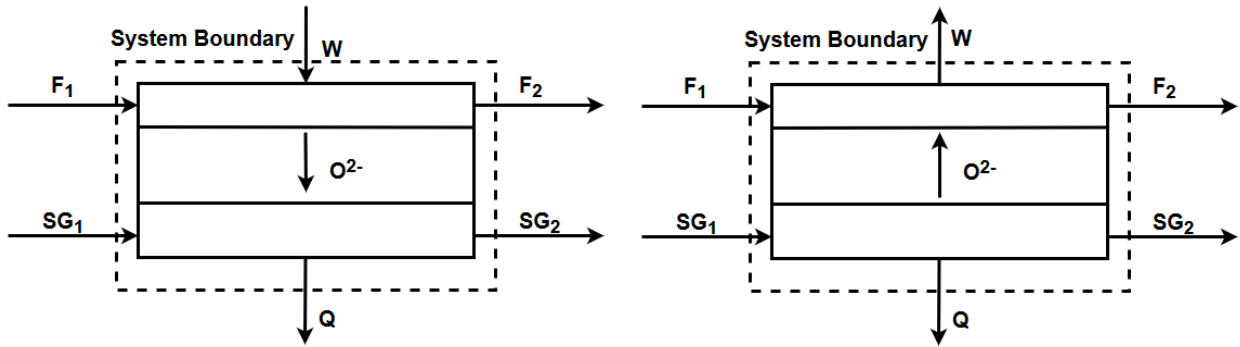 System Boundary
W
F₁
F₂
O²⁻
SG₁
SG₂
Q
System Boundary
W
F₁
F₂
O²⁻
SG₁
SG₂
Q